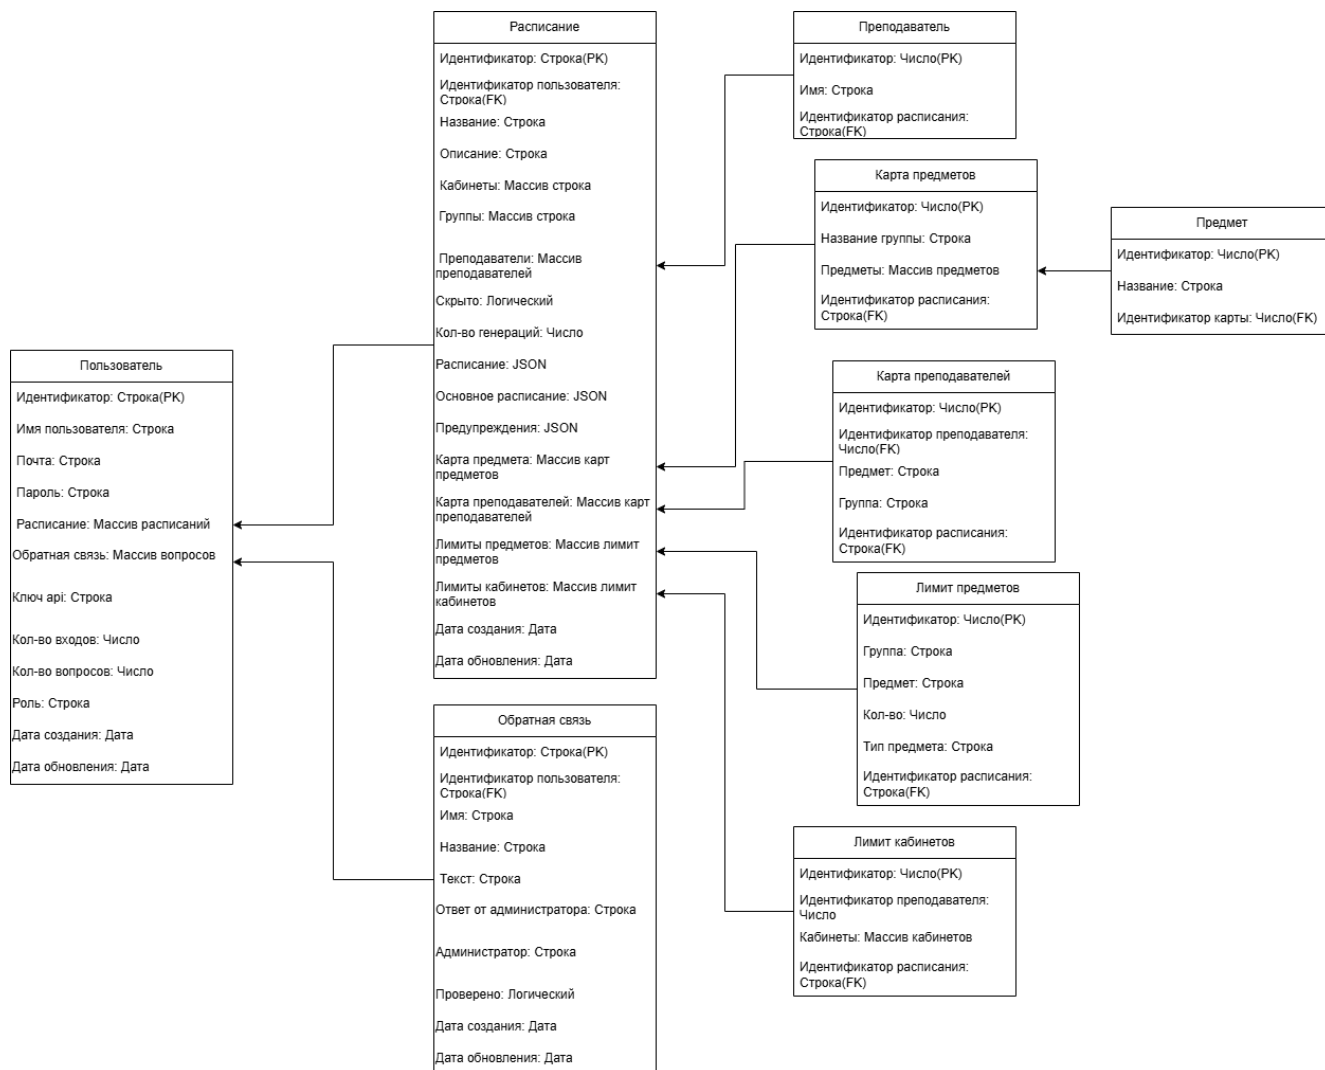 Расписание
Идентификатор: Строка(PK)
Идентификатор пользователя:
Строка(FK)
Название: Строка
Описание: Строка
Кабинеты: Массив строка
Группы: Массив строка
Преподаватели: Массив
преподавателей
Скрыто: Логический
Кол-во генераций: Число
Расписание: JSON
Основное расписание: JSON
Предупреждения: JSON
Карта предмета: Массив карт
предметов
Карта преподавателей: Массив карт
преподавателей
Лимиты предметов: Массив лимит
предметов
Лимиты кабинетов: Массив лимит
кабинетов
Дата создания: Дата
Дата обновления: Дата
Преподаватель
Идентификатор: Число(PK)
Имя: Строка
Идентификатор расписания:
Строка(FK)
Карта предметов
Идентификатор: Число(PK)
Название группы: Строка
Предметы: Массив предметов
Идентификатор расписания:
Строка(FK)
Предмет
Идентификатор: Число(PK)
Название: Строка
Идентификатор карты: Число(FK)
Пользователь
Идентификатор: Строка(PK)
Имя пользователя: Строка
Почта: Строка
Пароль: Строка
Расписание: Массив расписаний
Обратная связь: Массив вопросов
Ключ api: Строка
Кол-во входов: Число
Кол-во вопросов: Число
Роль: Строка
Дата создания: Дата
Дата обновления: Дата
Карта преподавателей
Идентификатор: Число(PK)
Идентификатор преподавателя:
Число(FK)
Предмет: Строка
Группа: Строка
Идентификатор расписания:
Строка(FK)
Лимит предметов
Идентификатор: Число(PK)
Группа: Строка
Предмет: Строка
Кол-во: Число
Тип предмета: Строка
Идентификатор расписания:
Строка(FK)
Обратная связь
Идентификатор: Строка(PK)
Идентификатор пользователя:
Строка(FK)
Имя: Строка
Название: Строка
Текст: Строка
Ответ от администратора: Строка
Администратор: Строка
Проверено: Логический
Дата создания: Дата
Дата обновления: Дата
Лимит кабинетов
Идентификатор: Число(PK)
Идентификатор преподавателя:
Число
Кабинеты: Массив кабинетов
Идентификатор расписания:
Строка(FK)